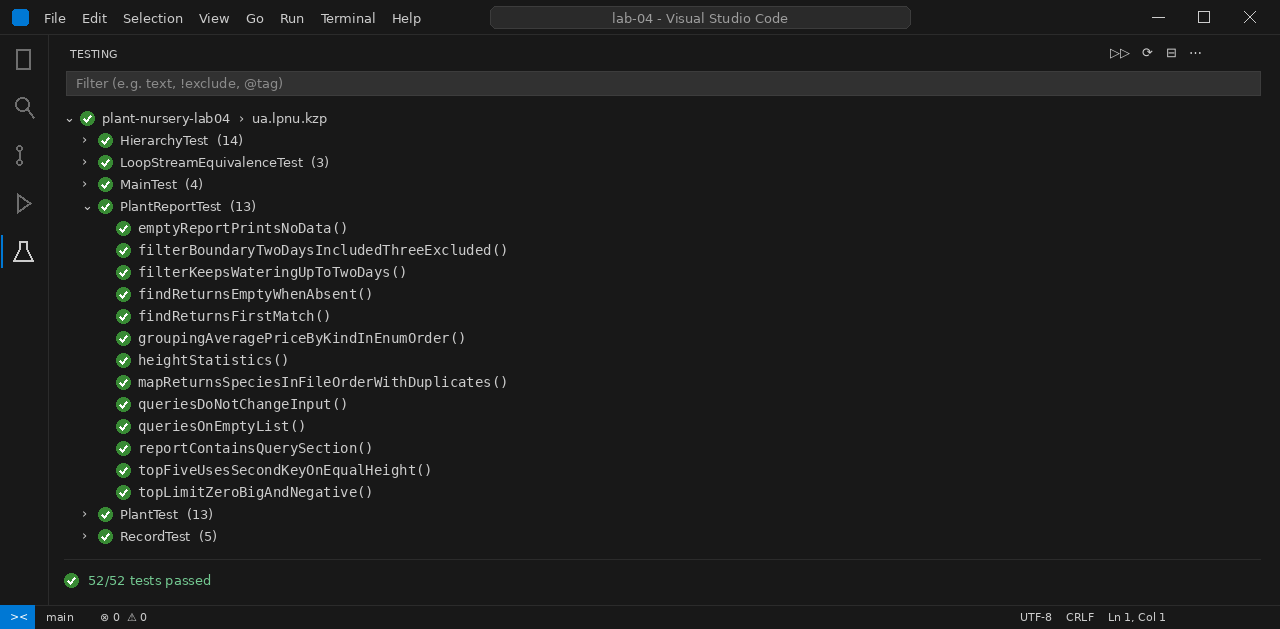 File Edit Selection View Go Run Terminal Help lab-04 - Visual Studio Code
TESTING
Filter (e.g. text, !exclude, @tag)
plant-nursery-lab04 › ua.lpnu.kzp
HierarchyTest (14)
LoopStreamEquivalenceTest (3)
MainTest (4)
PlantReportTest (13)
emptyReportPrintsNoData()
filterBoundaryTwoDaysIncludedThreeExcluded()
filterKeepsWateringUpToTwoDays()
findReturnsEmptyWhenAbsent()
findReturnsFirstMatch()
groupingAveragePriceByKindInEnumOrder()
heightStatistics()
mapReturnsSpeciesInFileOrderWithDuplicates()
queriesDoNotChangeInput()
queriesOnEmptyList()
reportContainsQuerySection()
topFiveUsesSecondKeyOnEqualHeight()
topLimitZeroBigAndNegative()
PlantTest (13)
RecordTest (5)
52/52 tests passed
>< main ⊗ 0 ⚠ 0 UTF-8 CRLF Ln 1, Col 1